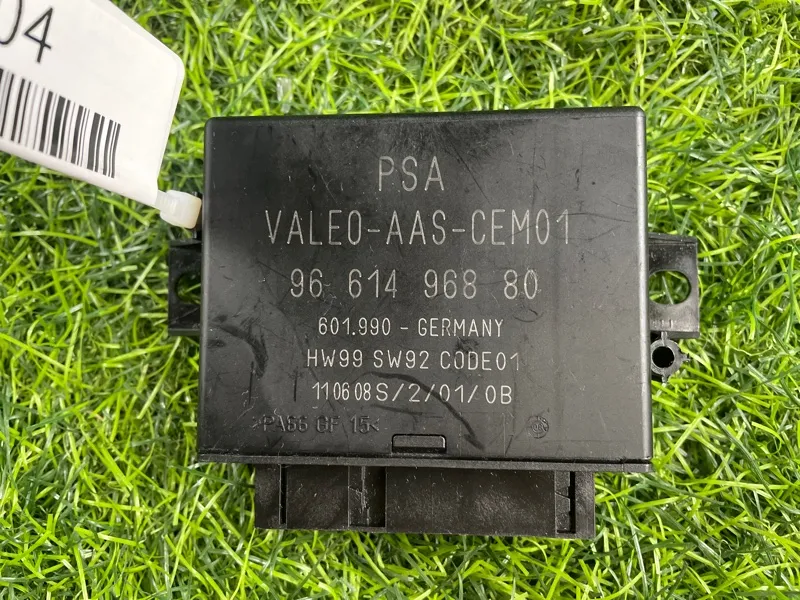 04
PSA
VALEO-AAS-CEM01
96 614 968 80
601.990 - GERMANY
HW99 SW92 CODE01
110608S/2/01/0B
>PA66 GF 15<